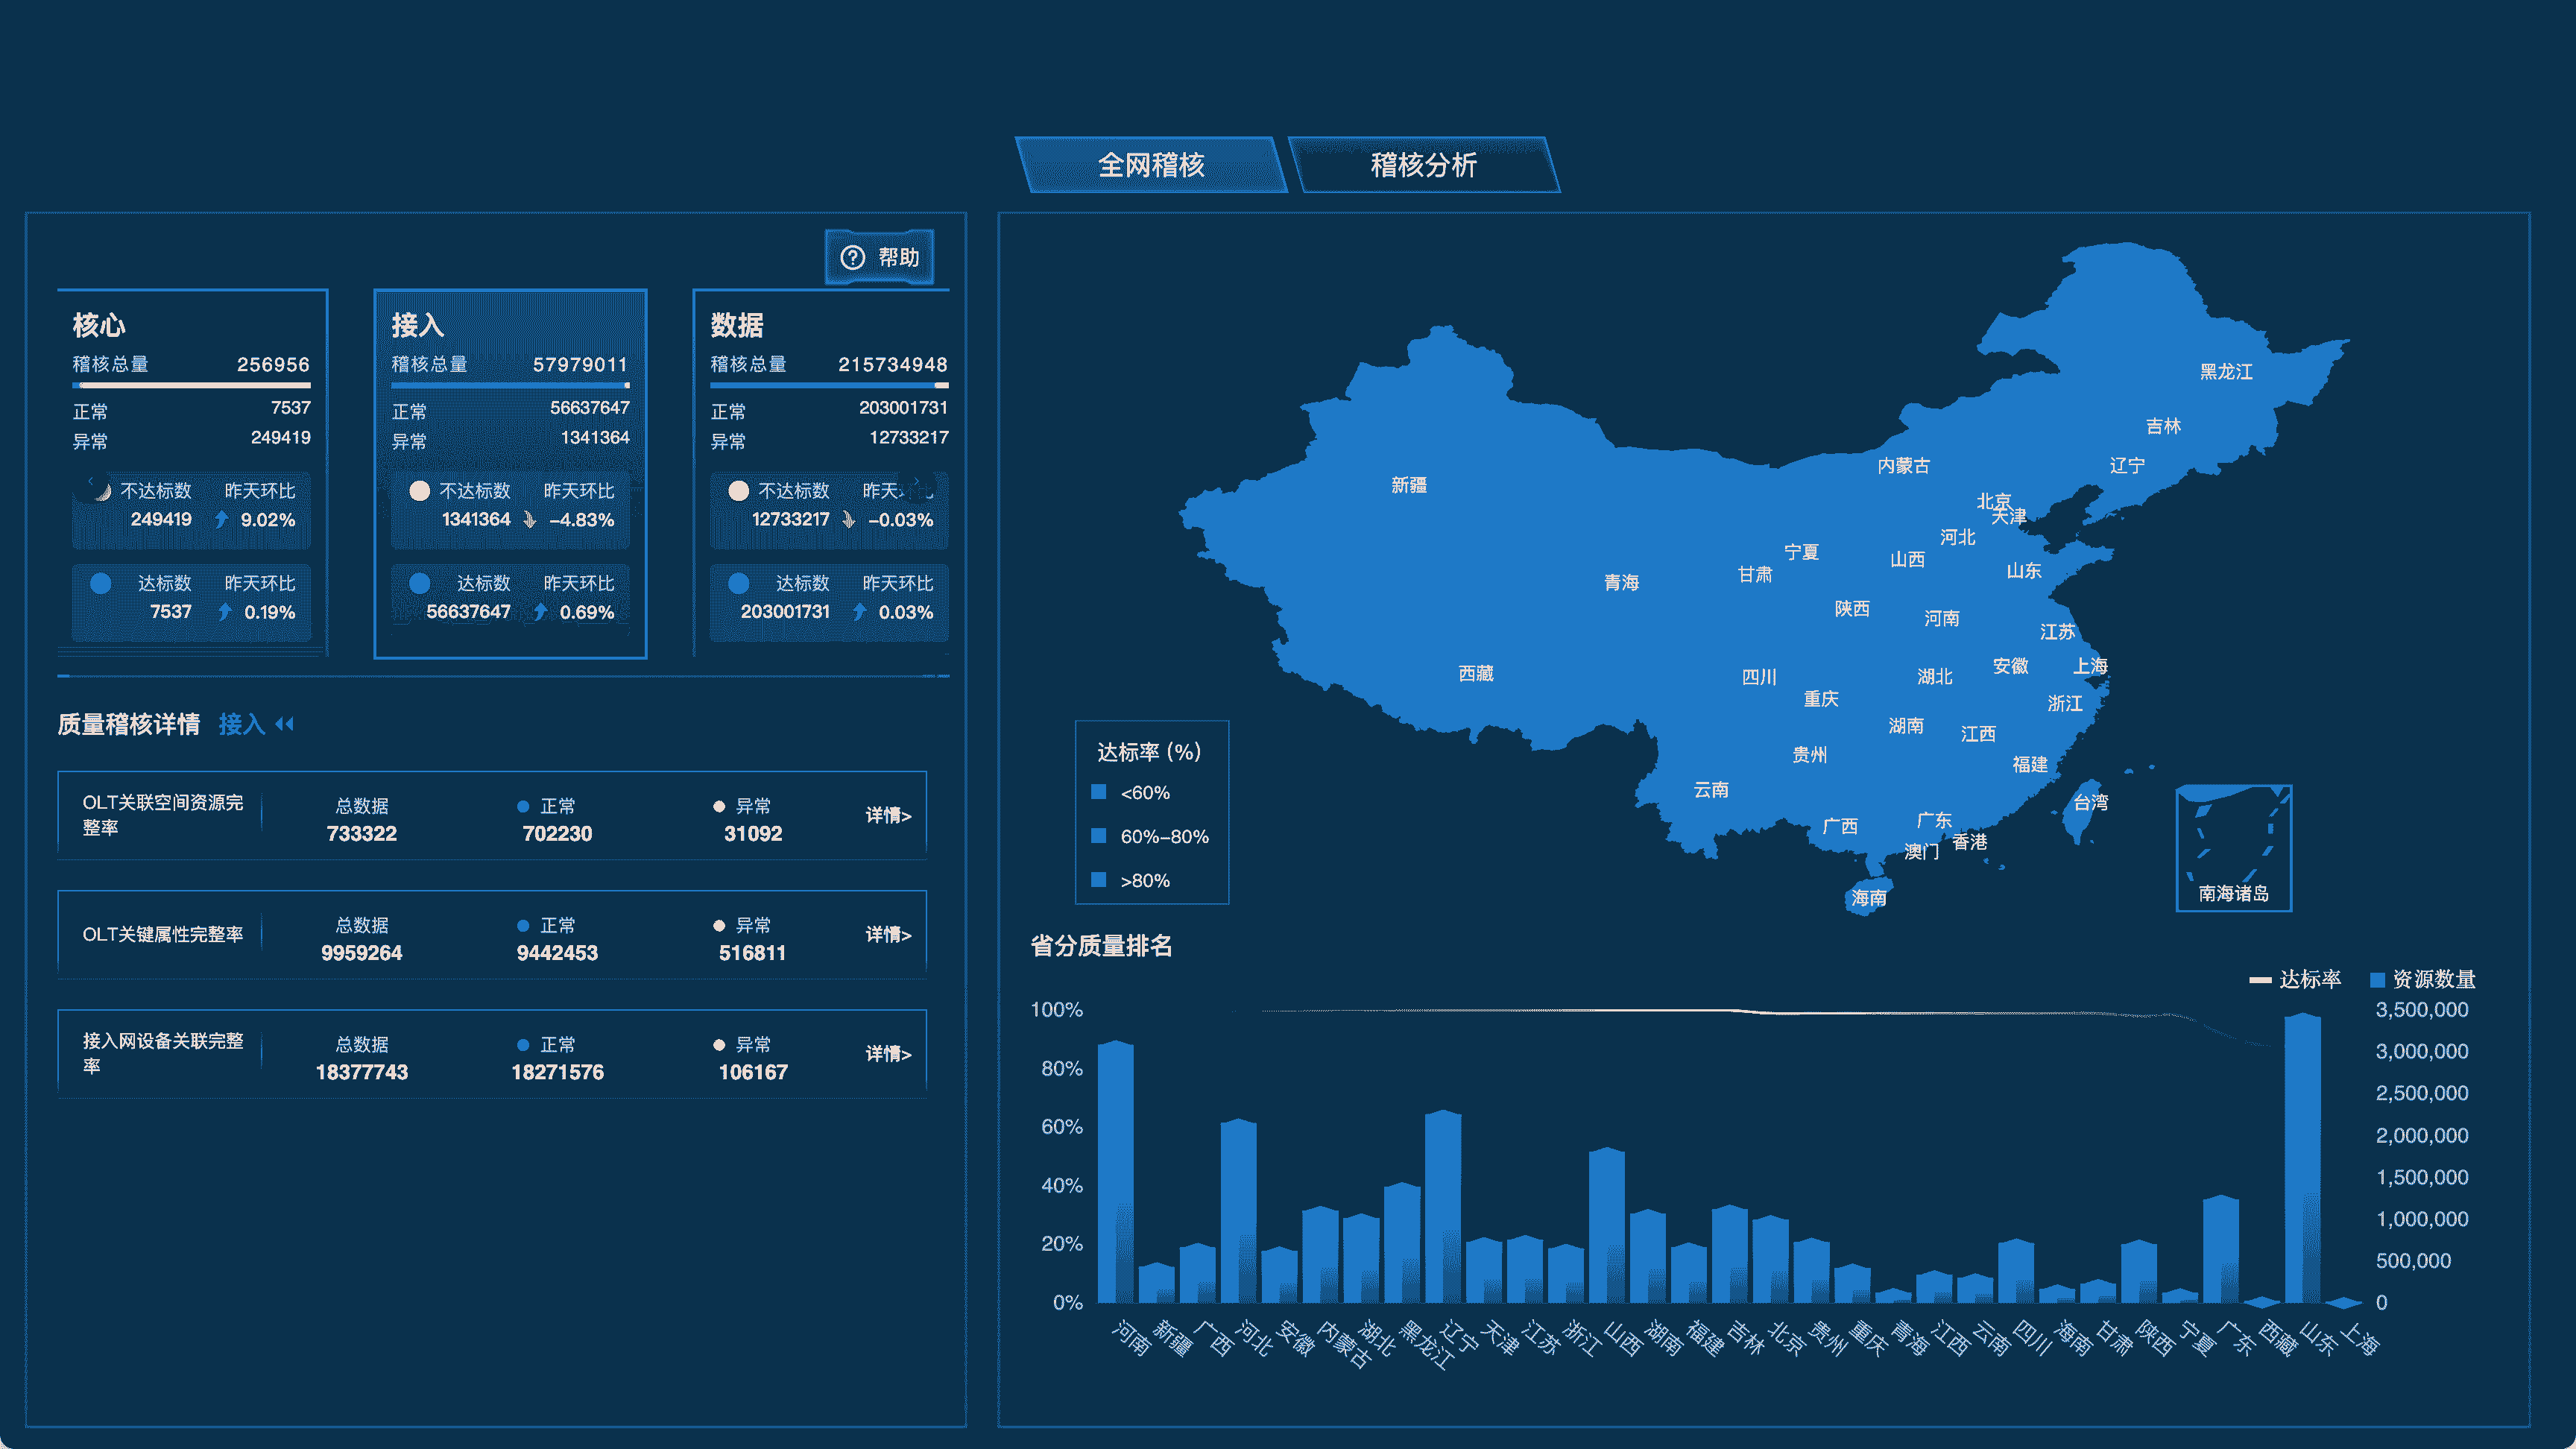 全网稽核
稽核分析
帮助
核心
稽核总量 256956
正常 7537
异常 249419
不达标数 昨天环比
249419 9.02%
达标数 昨天环比
7537 0.19%
接入
稽核总量 57979011
正常 56637647
异常 1341364
不达标数 昨天环比
1341364 -4.83%
达标数 昨天环比
56637647 0.69%
数据
稽核总量 215734948
正常 203001731
异常 12733217
不达标数 昨天环比
12733217 -0.03%
达标数 昨天环比
203001731 0.03%
质量稽核详情 接入
OLT关联空间资源完
整率
总数据 正常 异常
733322 702230 31092
详情>
OLT关键属性完整率
总数据 正常 异常
9959264 9442453 516811
详情>
接入网设备关联完整
率
总数据 正常 异常
18377743 18271576 106167
详情>
黑龙江
吉林
内蒙古
辽宁
新疆
北京
天津
河北
宁夏
山西
山东
甘肃
青海
陕西
河南
江苏
安徽
上海
西藏
四川
湖北
重庆
浙江
湖南
江西
贵州
福建
云南
台湾
广东
广西
香港
澳门
海南
南海诸岛
达标率 (%)
<60%
60%-80%
>80%
省分质量排名
达标率 资源数量
100%
80%
60%
40%
20%
0%
3,500,000
3,000,000
2,500,000
2,000,000
1,500,000
1,000,000
500,000
0
河南
新疆
广西
河北
安徽
内蒙古
湖北
黑龙江
辽宁
天津
江苏
浙江
山西
湖南
福建
吉林
北京
贵州
重庆
青海
江西
云南
四川
海南
甘肃
陕西
宁夏
广东
西藏
山东
上海